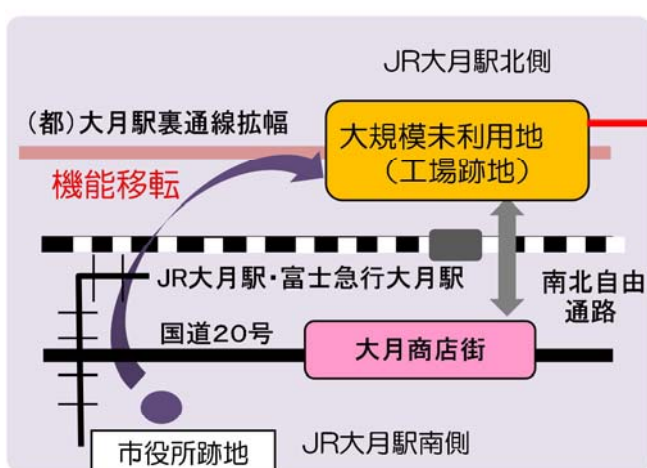 JR大月駅北側
（都）大月駅裏通線拡幅
大規模未利用地
（工場跡地）
機能移転
JR大月駅・富士急行大月駅
南北自由
通路
国道20号
大月商店街
市役所跡地
JR大月駅南側